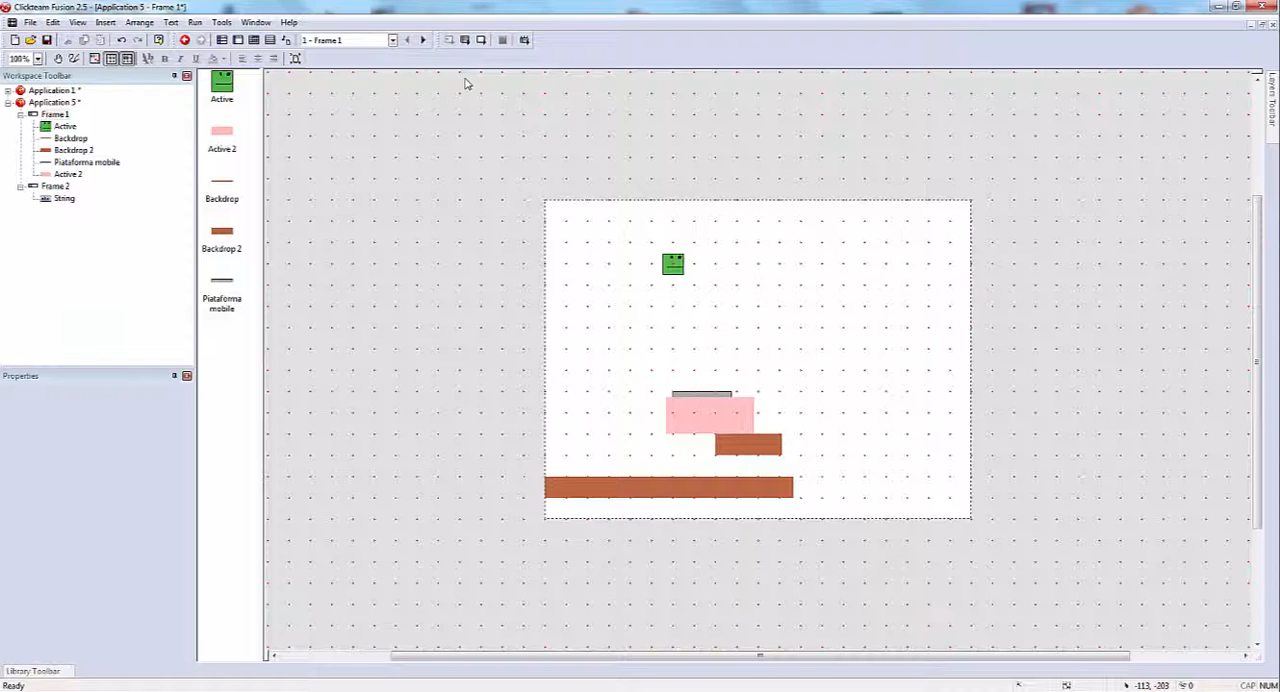 Clickteam Fusion 2.5 - [Application 5 - Frame 1*]
File Edit View Insert Arrange Text Run Tools Window Help
1 - Frame 1
100%
Workspace Toolbar
Application 1 *
Application 5 *
Frame 1
Active
Backdrop
Backdrop 2
Piataforma mobile
Active 2
Frame 2
String
Active
Active 2
Backdrop
Backdrop 2
Piataforma
mobile
Layers Toolbar
Properties
Library Toolbar
Ready
-113, -203
0
CAP NUM